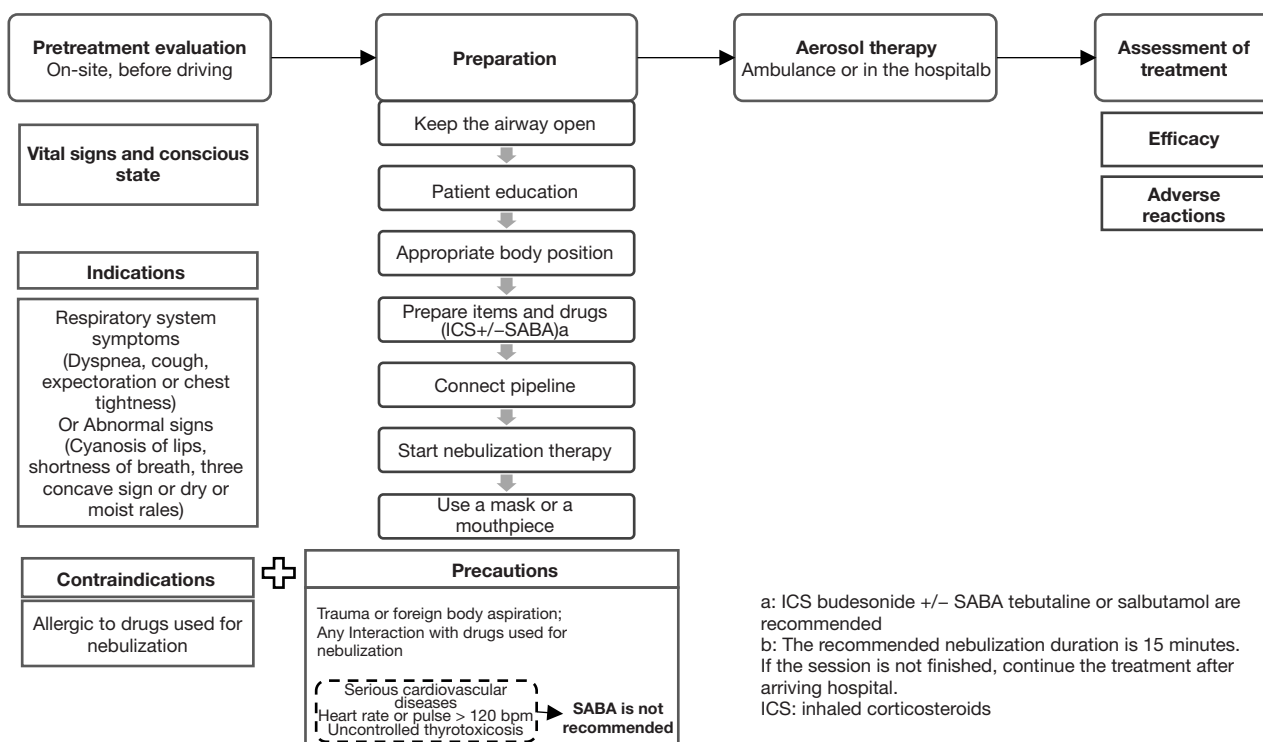 Pretreatment evaluation
On-site, before driving
Preparation
Aerosol therapy
Ambulance or in the hospitalb
Assessment of
treatment
Vital signs and conscious
state
Indications
Respiratory system
symptoms
(Dyspnea, cough,
expectoration or chest
tightness)
Or Abnormal signs
(Cyanosis of lips,
shortness of breath, three
concave sign or dry or
moist rales)
Contraindications
Allergic to drugs used for
nebulization
Keep the airway open
Patient education
Appropriate body position
Prepare items and drugs
(ICS+/−SABA)a
Connect pipeline
Start nebulization therapy
Use a mask or a
mouthpiece
Precautions
Trauma or foreign body aspiration;
Any Interaction with drugs used for
nebulization
Serious cardiovascular
diseases
Heart rate or pulse > 120 bpm
Uncontrolled thyrotoxicosis
SABA is not
recommended
Efficacy
Adverse
reactions
a: ICS budesonide +/− SABA tebutaline or salbutamol are
recommended
b: The recommended nebulization duration is 15 minutes.
If the session is not finished, continue the treatment after
arriving hospital.
ICS: inhaled corticosteroids